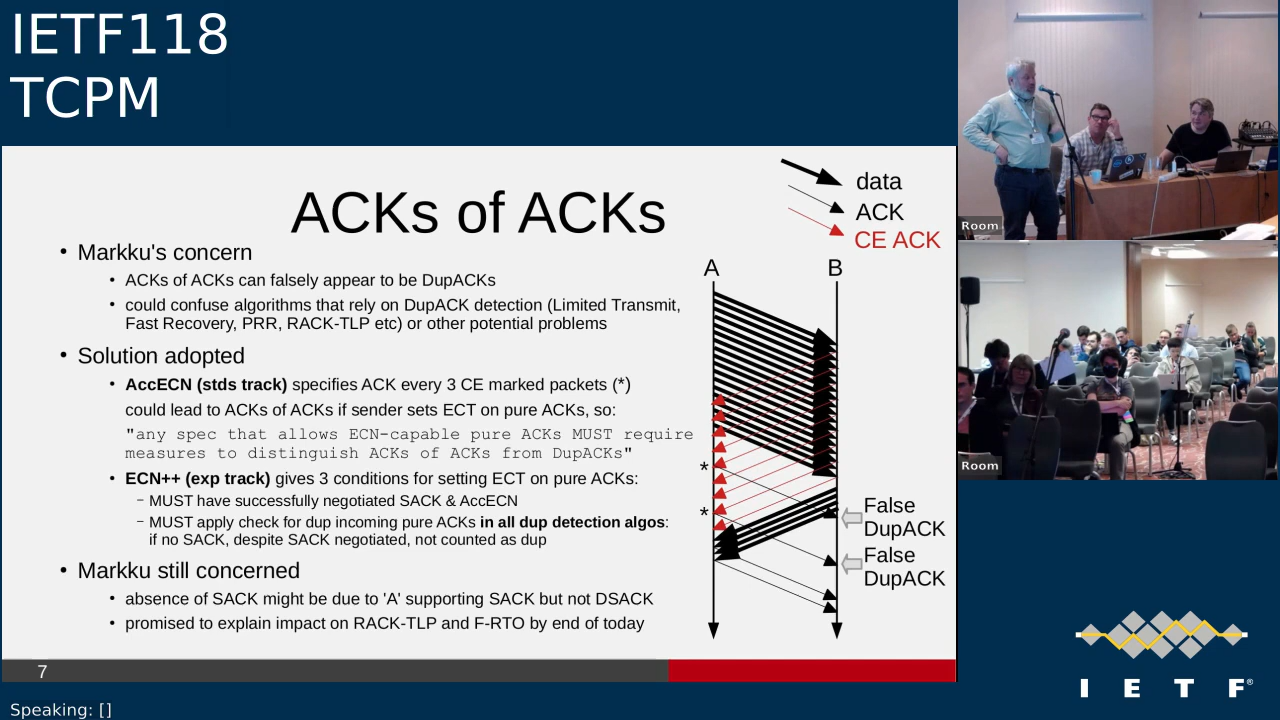 IETF118
TCPM
ACKs of ACKs
• Markku's concern
• ACKs of ACKs can falsely appear to be DupACKs
• could confuse algorithms that rely on DupACK detection (Limited Transmit,
Fast Recovery, PRR, RACK-TLP etc) or other potential problems
• Solution adopted
• AccECN (stds track) specifies ACK every 3 CE marked packets (*)
could lead to ACKs of ACKs if sender sets ECT on pure ACKs, so:
"any spec that allows ECN-capable pure ACKs MUST require
measures to distinguish ACKs of ACKs from DupACKs"
• ECN++ (exp track) gives 3 conditions for setting ECT on pure ACKs:
– MUST have successfully negotiated SACK & AccECN
– MUST apply check for dup incoming pure ACKs in all dup detection algos:
if no SACK, despite SACK negotiated, not counted as dup
• Markku still concerned
• absence of SACK might be due to 'A' supporting SACK but not DSACK
• promised to explain impact on RACK-TLP and F-RTO by end of today
data
ACK
CE ACK
A B
*
*
False
DupACK
False
DupACK
7
Room
Room
I E T F®
Speaking: []